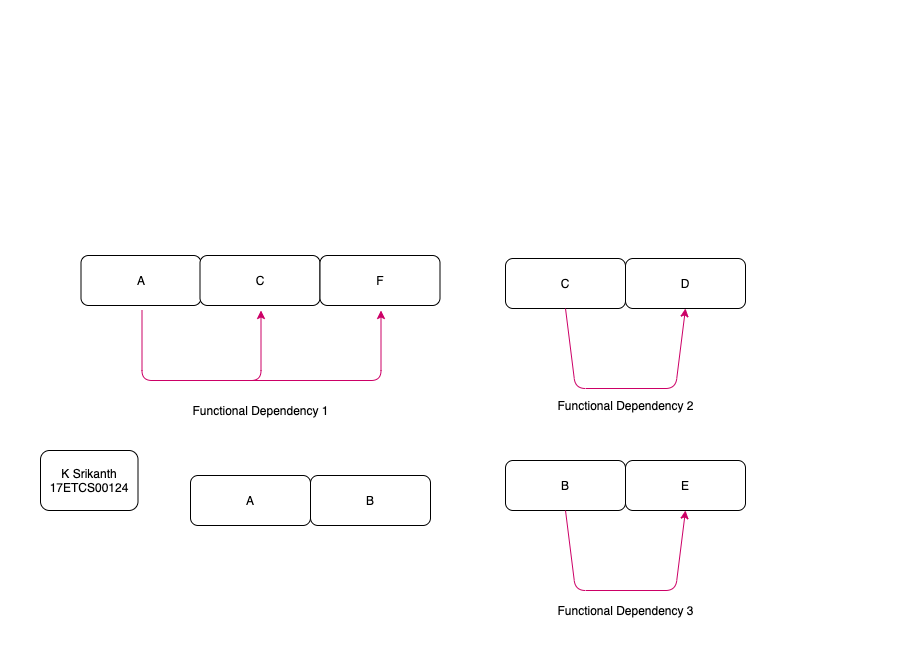 A
C
F
C
D
Functional Dependency 1
Functional Dependency 2
K Srikanth
17ETCS00124
A
B
B
E
Functional Dependency 3